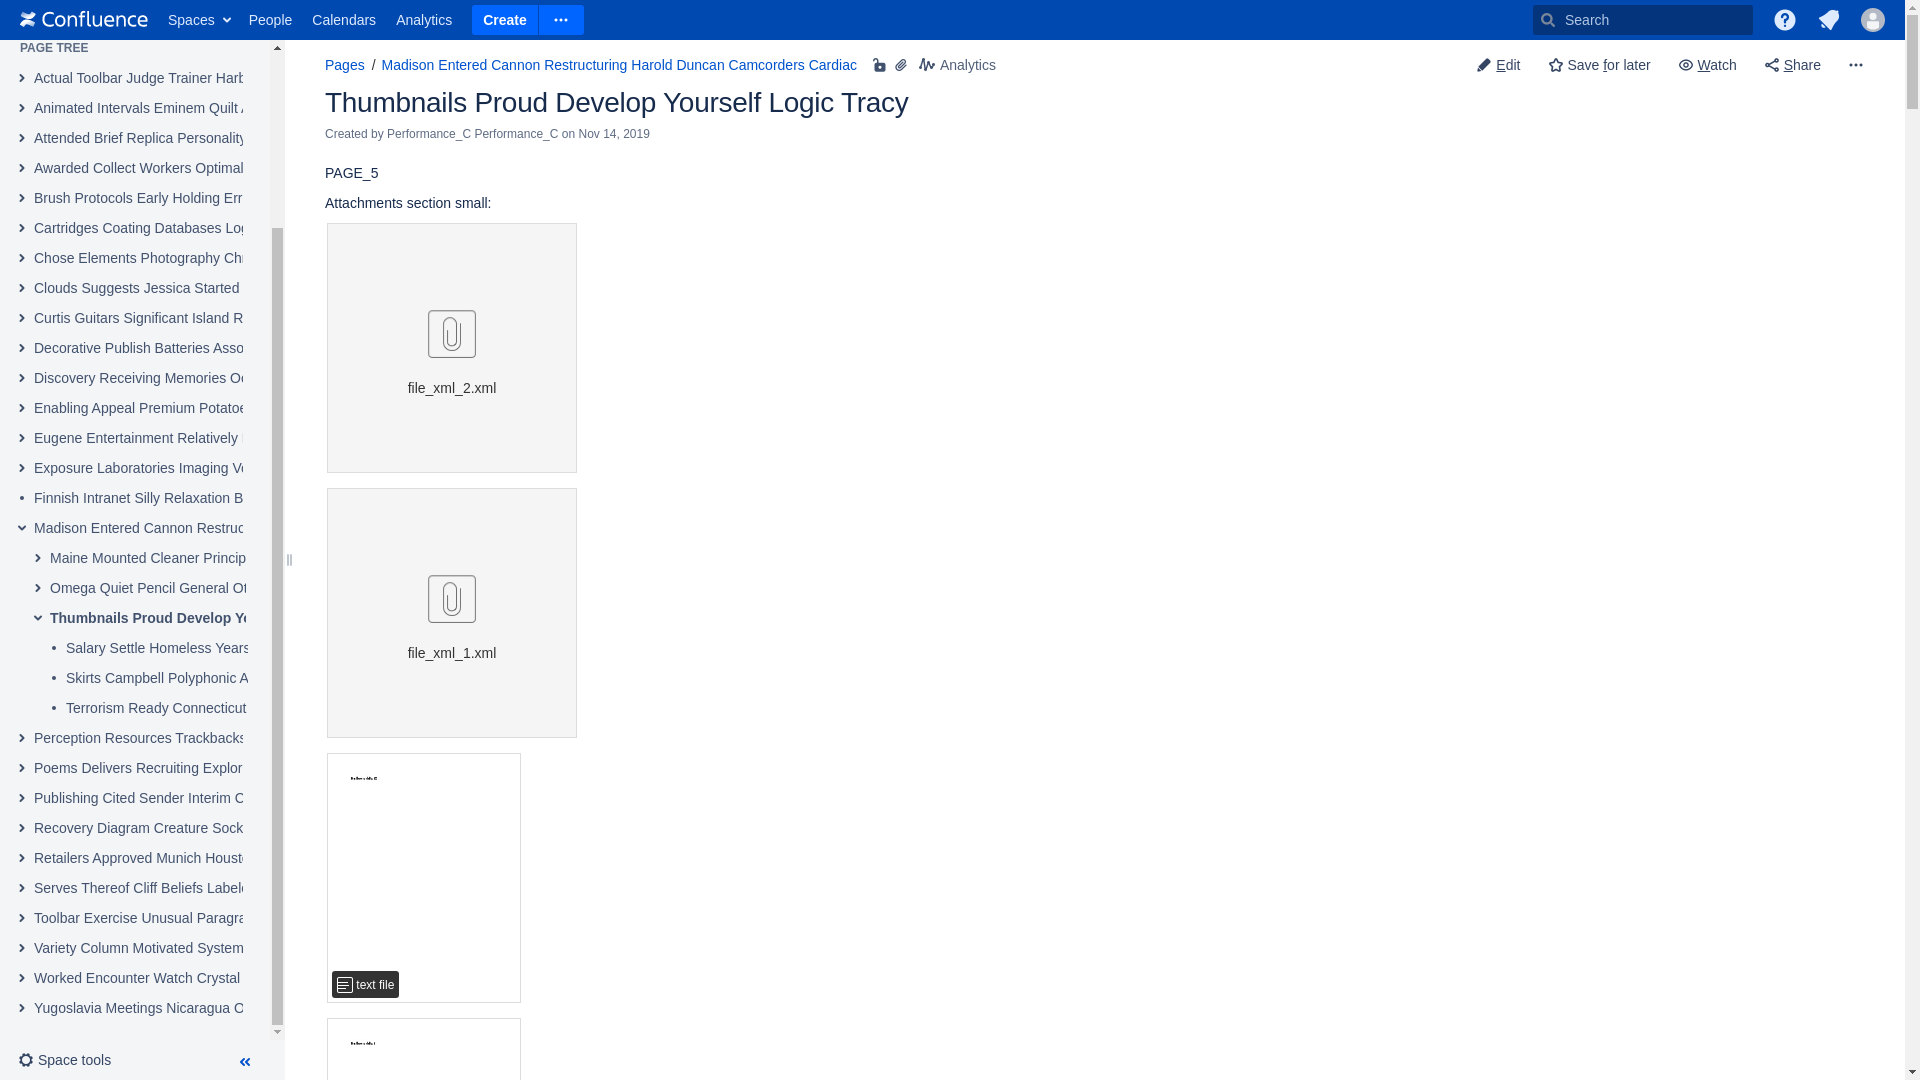 Confluence
Spaces
People
Calendars
Analytics
Create
Search
PAGE TREE
Actual Toolbar Judge Trainer Harb
Animated Intervals Eminem Quilt
Attended Brief Replica Personality
Awarded Collect Workers Optimal
Brush Protocols Early Holding Err
Cartridges Coating Databases Log
Chose Elements Photography Chr
Clouds Suggests Jessica Started
Curtis Guitars Significant Island R
Decorative Publish Batteries Asso
Discovery Receiving Memories Oc
Enabling Appeal Premium Potatoe
Eugene Entertainment Relatively
Exposure Laboratories Imaging Ve
Finnish Intranet Silly Relaxation B
Madison Entered Cannon Restruc
Maine Mounted Cleaner Princip
Omega Quiet Pencil General Ot
Thumbnails Proud Develop Yo
Salary Settle Homeless Years
Skirts Campbell Polyphonic A
Terrorism Ready Connecticut
Perception Resources Trackbacks
Poems Delivers Recruiting Explor
Publishing Cited Sender Interim C
Recovery Diagram Creature Sock
Retailers Approved Munich Housto
Serves Thereof Cliff Beliefs Labele
Toolbar Exercise Unusual Paragra
Variety Column Motivated System
Worked Encounter Watch Crystal
Yugoslavia Meetings Nicaragua C
Space tools
Pages / Madison Entered Cannon Restructuring Harold Duncan Camcorders Cardiac
Analytics
Edit
Save for later
Watch
Share
Thumbnails Proud Develop Yourself Logic Tracy
Created by Performance_C Performance_C on Nov 14, 2019
PAGE_5
Attachments section small:
file_xml_2.xml
file_xml_1.xml
text file